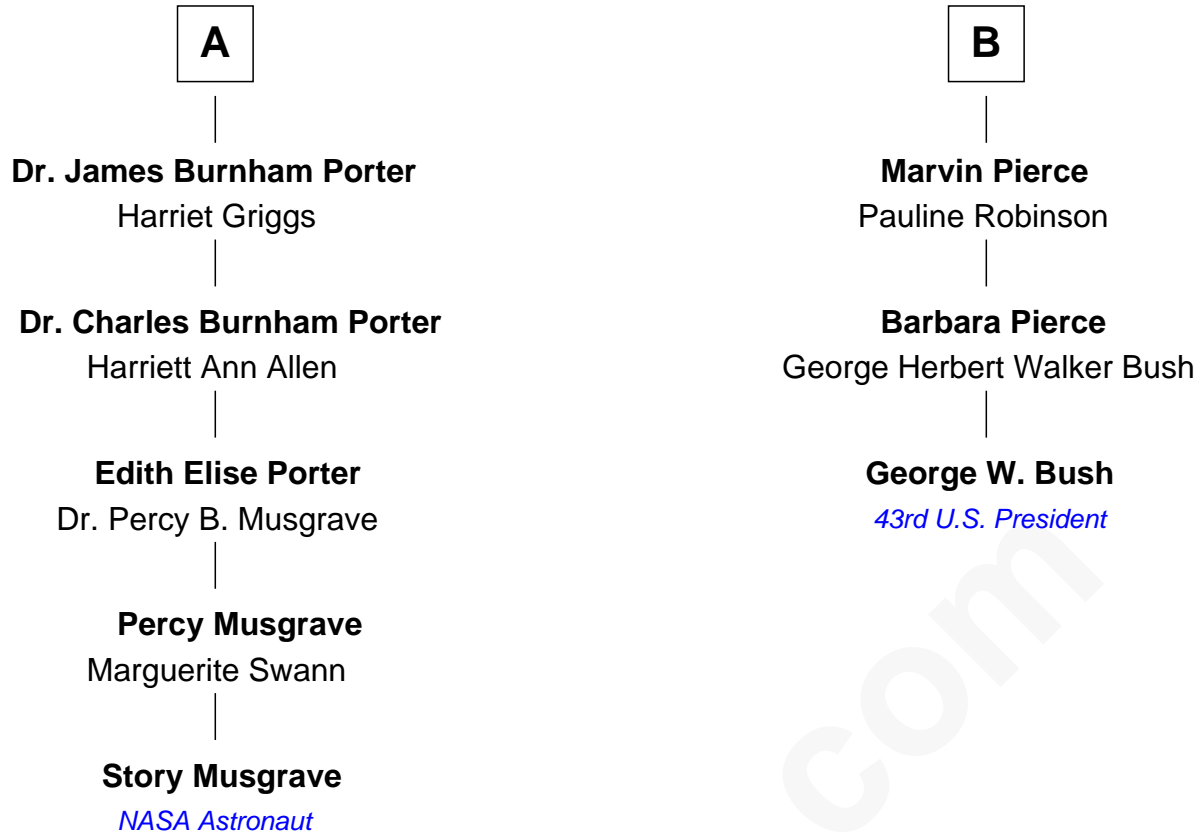 A
Dr. James Burnham Porter
Harriet Griggs
Dr. Charles Burnham Porter
Harriett Ann Allen
Edith Elise Porter
Dr. Percy B. Musgrave
Percy Musgrave
Marguerite Swann
Story Musgrave
NASA Astronaut
B
Marvin Pierce
Pauline Robinson
Barbara Pierce
George Herbert Walker Bush
George W. Bush
43rd U.S. President
com